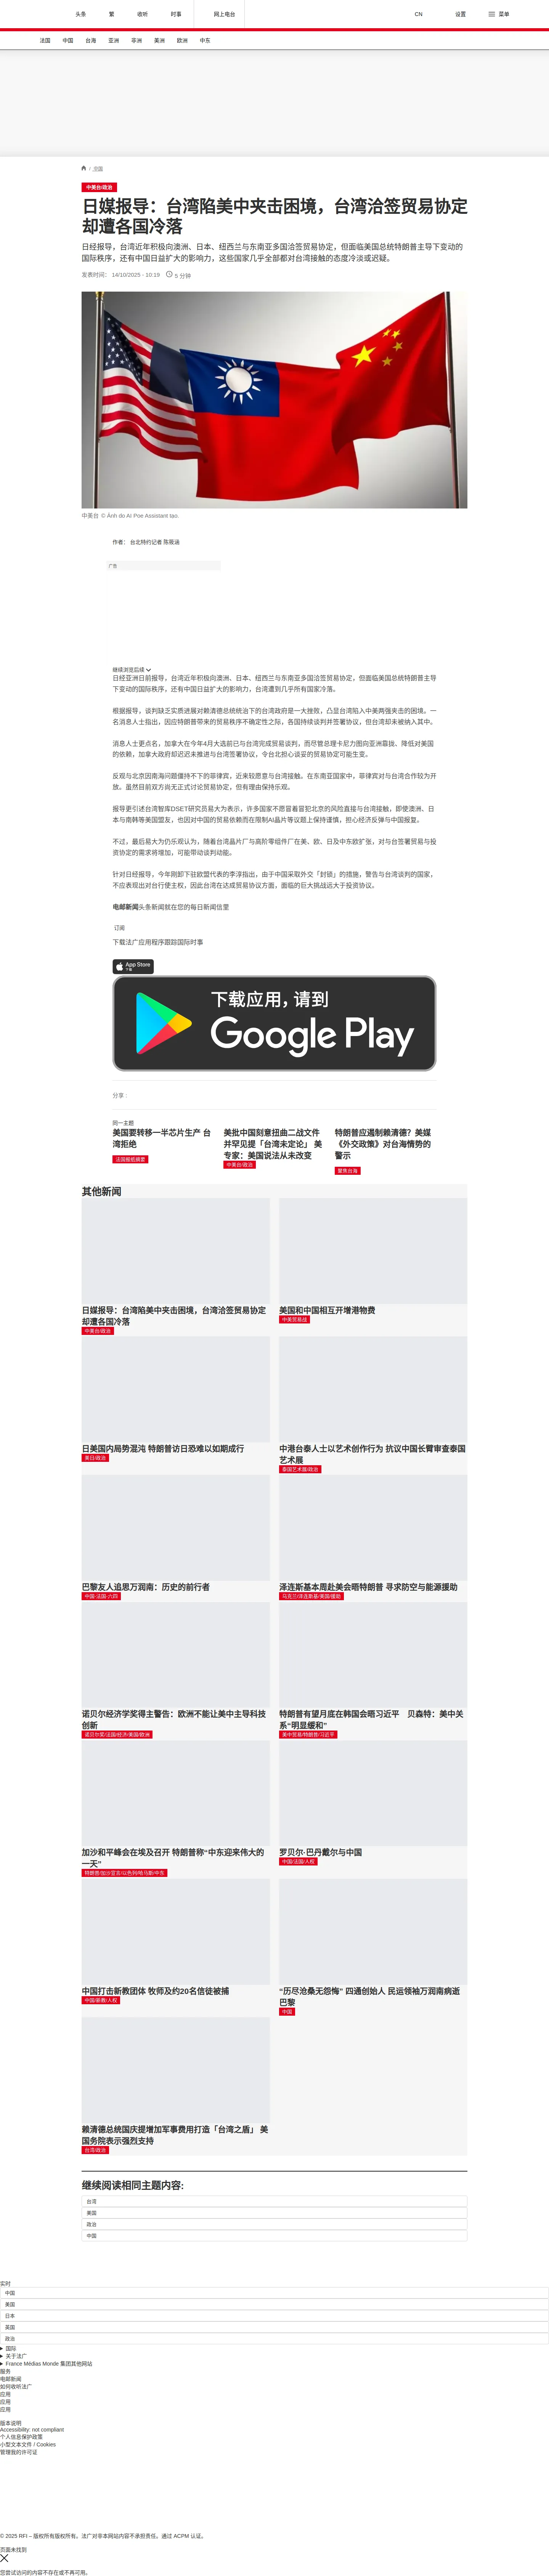 头条
繁
收听
时事
网上电台
CN
设置
菜单
法国
中国
台海
亚洲
非洲
美洲
欧洲
中东
/ 中国
中美台/政治
日媒报导：台湾陷美中夹击困境，台湾洽签贸易协定
却遭各国冷落
日经报导，台湾近年积极向澳洲、日本、纽西兰与东南亚多国洽签贸易协定，但面临美国总统特朗普主导下变动的
国际秩序，还有中国日益扩大的影响力，这些国家几乎全部都对台湾接触的态度冷淡或迟疑。
发表时间： 14/10/2025 - 10:19
5 分钟
中美台 © Ảnh do AI Poe Assistant tạo.
作者： 台北特约记者 陈筱涵
广告
继续浏览后续
日经亚洲日前报导，台湾近年积极向澳洲、日本、纽西兰与东南亚多国洽签贸易协定，但面临美国总统特朗普主导
下变动的国际秩序，还有中国日益扩大的影响力，台湾遭到几乎所有国家冷落。
根据报导，谈判缺乏实质进展对赖清德总统统治下的台湾政府是一大挫败，凸显台湾陷入中美两强夹击的困境。一
名消息人士指出，因应特朗普带来的贸易秩序不确定性之际，各国持续谈判并签署协议，但台湾却未被纳入其中。
消息人士更点名，加拿大在今年4月大选前已与台湾完成贸易谈判，而尽管总理卡尼力图向亚洲靠拢、降低对美国
的依赖，加拿大政府却迟迟未推进与台湾签署协议，令台北担心谈妥的贸易协定可能生变。
反观与北京因南海问题僵持不下的菲律宾，近来较愿意与台湾接触。在东南亚国家中，菲律宾对与台湾合作较为开
放。虽然目前双方尚无正式讨论贸易协定，但有理由保持乐观。
报导更引述台湾智库DSET研究员易大为表示，许多国家不愿冒着冒犯北京的风险直接与台湾接触，即使澳洲、日
本与南韩等美国盟友，也因对中国的贸易依赖而在限制AI晶片等议题上保持谨慎，担心经济反弹与中国报复。
不过，最后易大为仍乐观认为，随着台湾晶片厂与高阶零组件厂在美、欧、日及中东欧扩张，对与台签署贸易与投
资协定的需求将增加，可能带动谈判动能。
针对日经报导，今年刚卸下驻欧盟代表的李淳指出，由于中国采取外交「封锁」的措施，警告与台湾谈判的国家，
不应表现出对台行使主权，因此台湾在达成贸易协议方面，面临的巨大挑战远大于投资协议。
电邮新闻头条新闻就在您的每日新闻信里
订阅
下载法广应用程序跟踪国际时事
App Store
下载
下载应用，请到
Google Play
分享 :
同一主题
美国要转移一半芯片生产 台
湾拒绝
法国报纸摘要
美批中国刻意扭曲二战文件
并罕见提「台湾未定论」 美
专家：美国说法从未改变
中美台/政治
特朗普应遏制赖清德？美媒
《外交政策》对台海情势的
警示
聚焦台海
其他新闻
日媒报导：台湾陷美中夹击困境，台湾洽签贸易协定
却遭各国冷落
中美台/政治
美国和中国相互开增港物费
中美贸易战
日美国内局势混沌 特朗普访日恐难以如期成行
美日/政治
中港台泰人士以艺术创作行为 抗议中国长臂审查泰国
艺术展
泰国艺术展/政治
巴黎友人追思万润南：历史的前行者
中国-法国-六四
泽连斯基本周赴美会晤特朗普 寻求防空与能源援助
乌克兰/泽连斯基/美国/援助
诺贝尔经济学奖得主警告：欧洲不能让美中主导科技
创新
诺贝尔奖/法国/经济/美国/欧洲
特朗普有望月底在韩国会晤习近平　贝森特：美中关
系“明显缓和”
美中贸易/特朗普/习近平
加沙和平峰会在埃及召开 特朗普称“中东迎来伟大的
一天”
特朗普/加沙宣言/以色列/哈马斯/中东
罗贝尔·巴丹戴尔与中国
中国/法国/人权
中国打击新教团体 牧师及约20名信徒被捕
中国/新教/人权
“历尽沧桑无怨悔” 四通创始人 民运领袖万润南病逝
巴黎
中国
赖清德总统国庆提增加军事费用打造「台湾之盾」 美
国务院表示强烈支持
台湾/政治
继续阅读相同主题内容:
台湾
美国
政治
中国
实时
中国
美国
日本
英国
政治
国际
关于法广
France Médias Monde 集团其他网站
服务
电邮新闻
如何收听法广
应用
应用
应用
版本说明
Accessibility: not compliant
个人信息保护政策
小型文本文件 / Cookies
管理我的许可证
© 2025 RFI – 版权所有版权所有。法广对非本网站内容不承担责任。通过 ACPM 认证。
页面未找到
您尝试访问的内容不存在或不再可用。